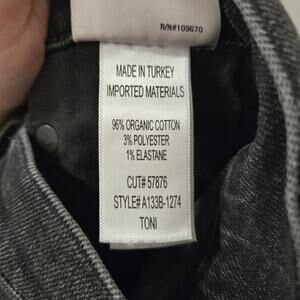 R/N#109670
MADE IN TURKEY
IMPORTED MATERIALS
96% ORGANIC COTTON
3% POLYESTER
1% ELASTANE
CUT# 57876
STYLE# A133B-1274
TONI